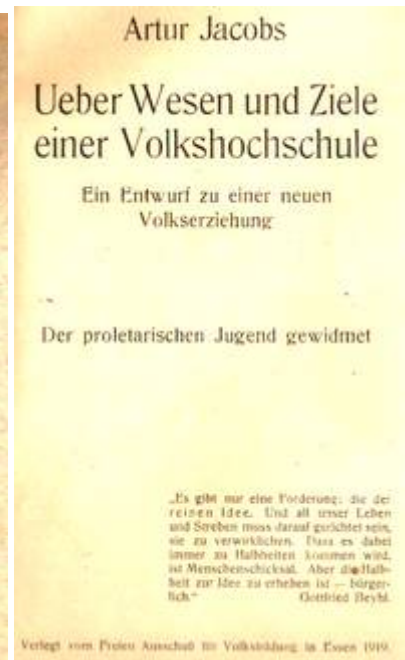 Artur Jacobs
Ueber Wesen und Ziele
einer Volkshochschule
Ein Entwurf zu einer neuen
Volkserziehung
Der proletarischen Jugend gewidmet
„Es gibt nur eine Forderung: die der
reinen Idee. Und all unser Leben
und Streben muss darauf gerichtet sein,
sie zu verwirklichen. Dass es dabei
immer zu Halbheiten kommen wird,
ist Menschenschicksal. Aber die Halb-
heit zur Idee zu erheben ist — bürger-
lich.“ Gottfried
Verlegt vom Freien Ausschuß für Volksbildung in Essen 1919.